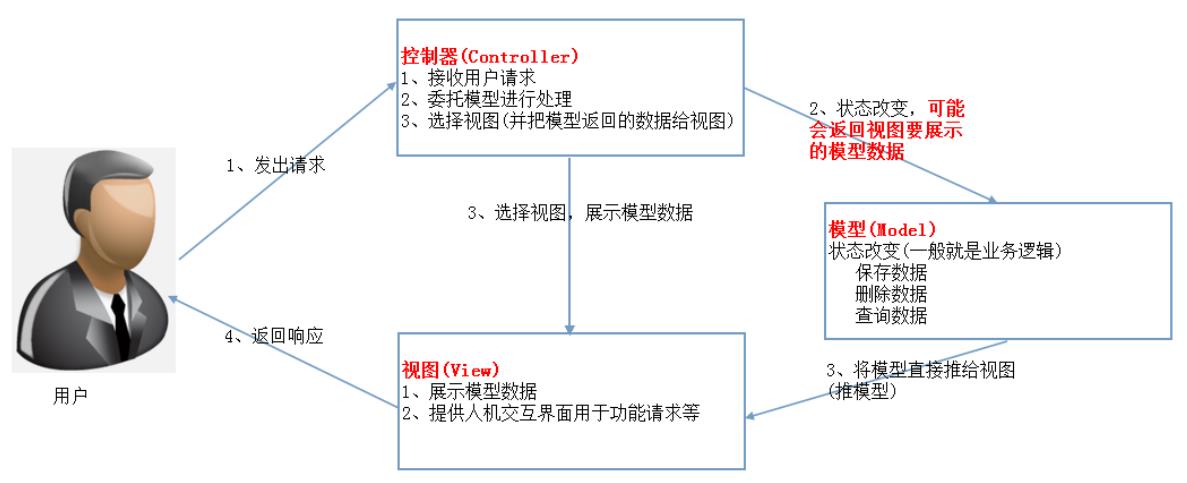 控制器(Controller)
1、接收用户请求
2、委托模型进行处理
3、选择视图(并把模型返回的数据给视图)
2、状态改变，可能
会返回视图要展示
的模型数据
1、发出请求
3、选择视图，展示模型数据
模型(Model)
状态改变(一般就是业务逻辑)
保存数据
删除数据
查询数据
4、返回响应
视图(View)
1、展示模型数据
2、提供人机交互界面用于功能请求等
3、将模型直接推给视图
(推模型)
用户